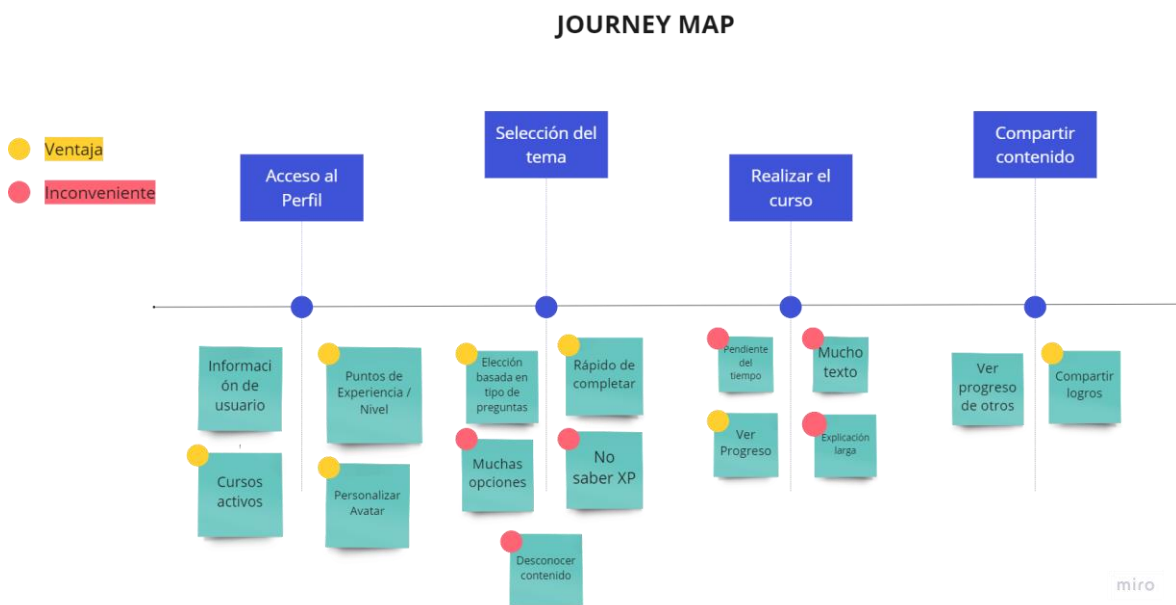 JOURNEY MAP
Ventaja
Inconveniente
Acceso al
Perfil
Selección del
tema
Realizar el
curso
Compartir
contenido
Informaci
ón de
usuario
Puntos de
Experiencia /
Nivel
Cursos
activos
Personalizar
Avatar
Elección
basada en
tipo de
preguntas
Rápido de
completar
Muchas
opciones
No
saber XP
Desconocer
contenido
Pendiente
del
tiempo
Mucho
texto
Ver
Progreso
Explicación
larga
Ver
progreso
de otros
Compartir
logros
miro